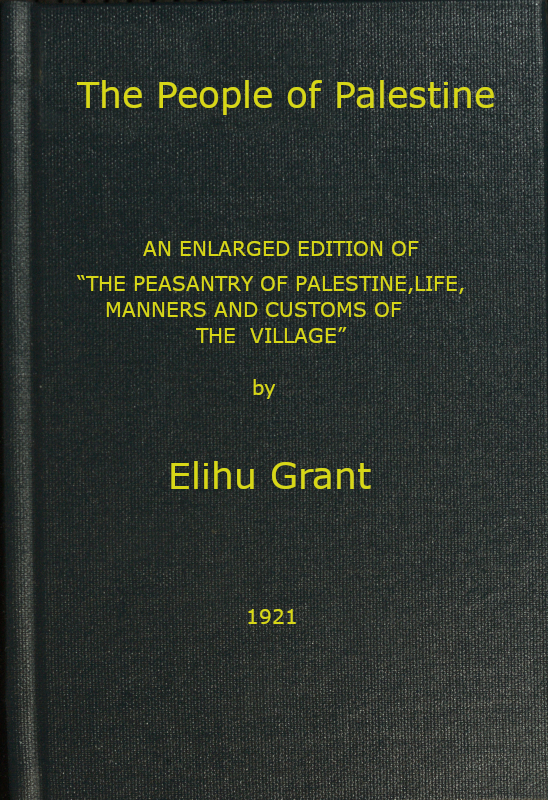 The People of Palestine
AN ENLARGED EDITION OF
“THE PEASANTRY OF PALESTINE,LIFE,
MANNERS AND CUSTOMS OF
THE VILLAGE”
by
Elihu Grant
1921